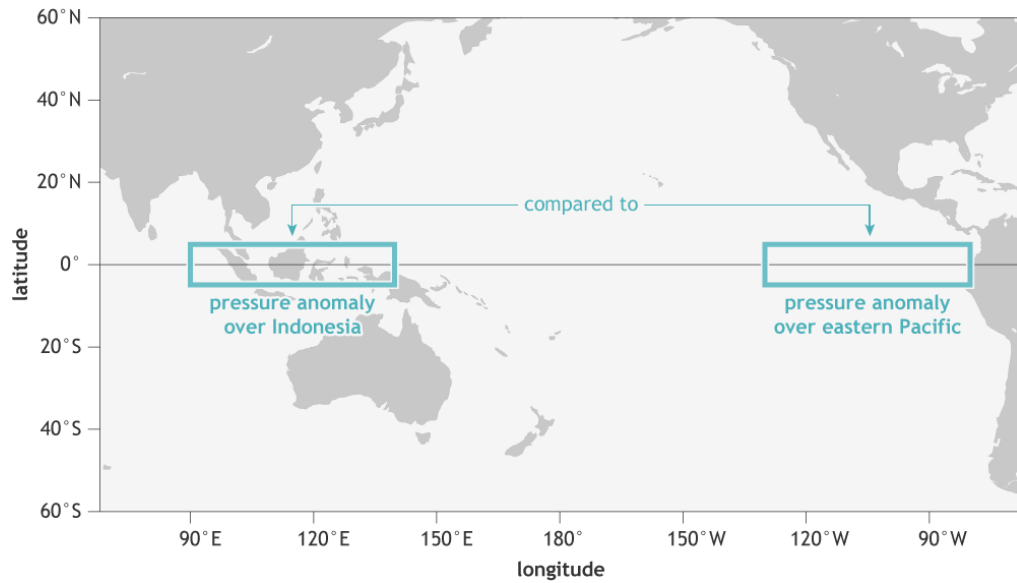 60°N
40°N
20°N
compared to
0°
pressure anomaly
over Indonesia
pressure anomaly
over eastern Pacific
20°S
40°S
60°S
latitude
90°E 120°E 150°E 180° 150°W 120°W 90°W
longitude